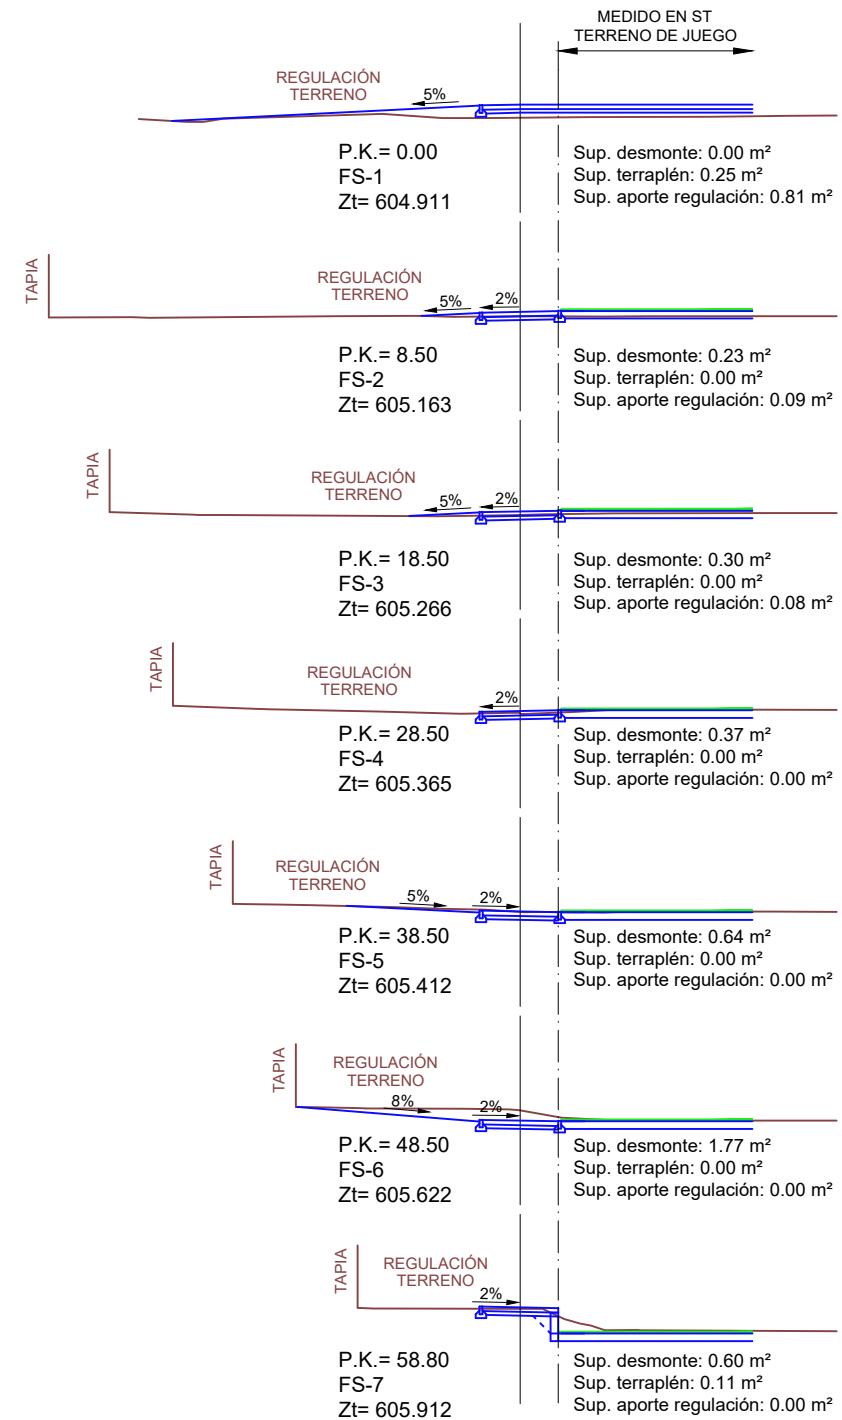 MEDIDO EN ST
TERRENO DE JUEGO
REGULACIÓN
TERRENO
5%
P.K.= 0.00
FS-1
Zt= 604.911
Sup. desmonte: 0.00 m²
Sup. terraplén: 0.25 m²
Sup. aporte regulación: 0.81 m²
TAPIA
REGULACIÓN
TERRENO
5%
2%
P.K.= 8.50
FS-2
Zt= 605.163
Sup. desmonte: 0.23 m²
Sup. terraplén: 0.00 m²
Sup. aporte regulación: 0.09 m²
TAPIA
REGULACIÓN
TERRENO
5%
2%
P.K.= 18.50
FS-3
Zt= 605.266
Sup. desmonte: 0.30 m²
Sup. terraplén: 0.00 m²
Sup. aporte regulación: 0.08 m²
TAPIA
REGULACIÓN
TERRENO
2%
P.K.= 28.50
FS-4
Zt= 605.365
Sup. desmonte: 0.37 m²
Sup. terraplén: 0.00 m²
Sup. aporte regulación: 0.00 m²
TAPIA
REGULACIÓN
TERRENO
5%
2%
P.K.= 38.50
FS-5
Zt= 605.412
Sup. desmonte: 0.64 m²
Sup. terraplén: 0.00 m²
Sup. aporte regulación: 0.00 m²
TAPIA
REGULACIÓN
TERRENO
8%
2%
P.K.= 48.50
FS-6
Zt= 605.622
Sup. desmonte: 1.77 m²
Sup. terraplén: 0.00 m²
Sup. aporte regulación: 0.00 m²
TAPIA
REGULACIÓN
TERRENO
2%
P.K.= 58.80
FS-7
Zt= 605.912
Sup. desmonte: 0.60 m²
Sup. terraplén: 0.11 m²
Sup. aporte regulación: 0.00 m²